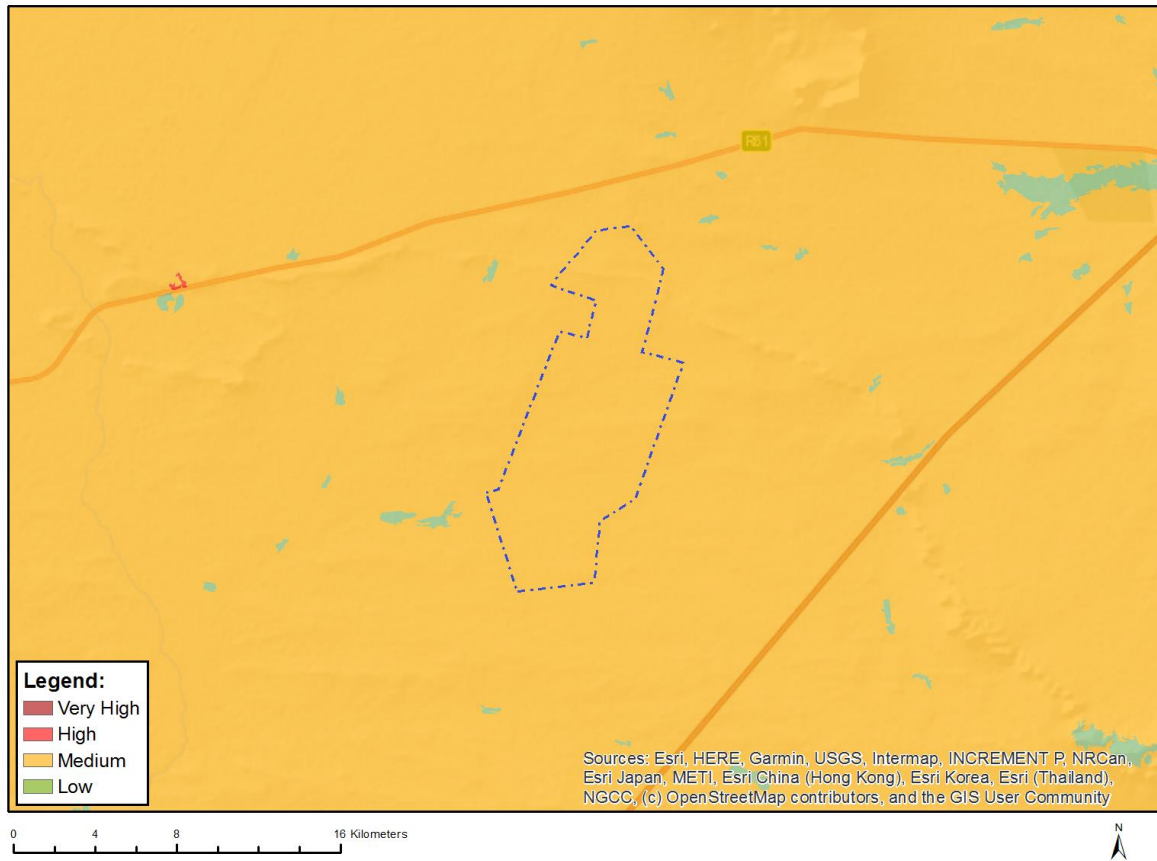 R61
Legend:
Very High
High
Medium
Low
Sources: Esri, HERE, Garmin, USGS, Intermap, INCREMENT P, NRCan,
Esri Japan, METI, Esri China (Hong Kong), Esri Korea, Esri (Thailand),
NGCC, (c) OpenStreetMap contributors, and the GIS User Community
0 4 8 16 Kilometers
N